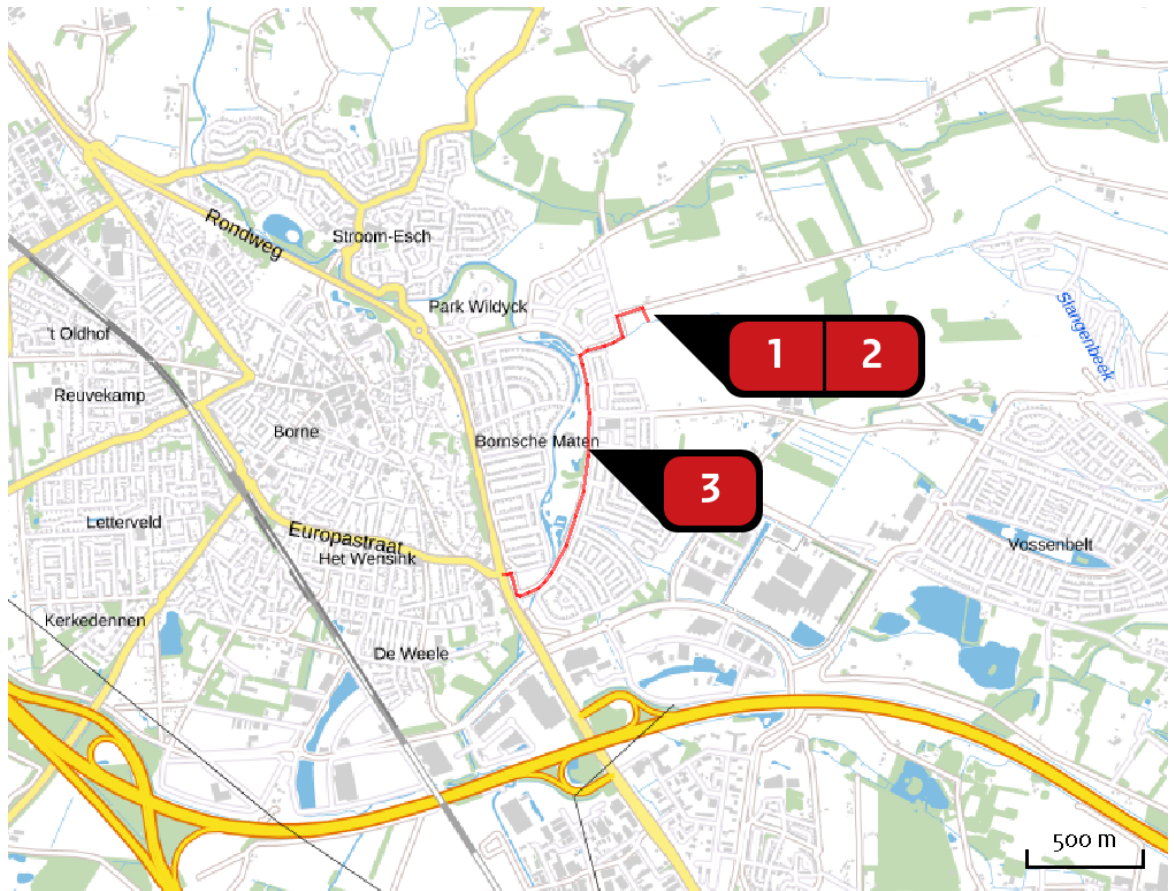 Rondweg
Stroom-Esch
Park Wildyck
Stangenbeek
't Oldhof
1 2
Reuvekamp
Borne
Bornsche Maten
3
Letterveld
Europastraat
Het Wensink
Vossenbelt
Kerkedennen
De Weele
500 m